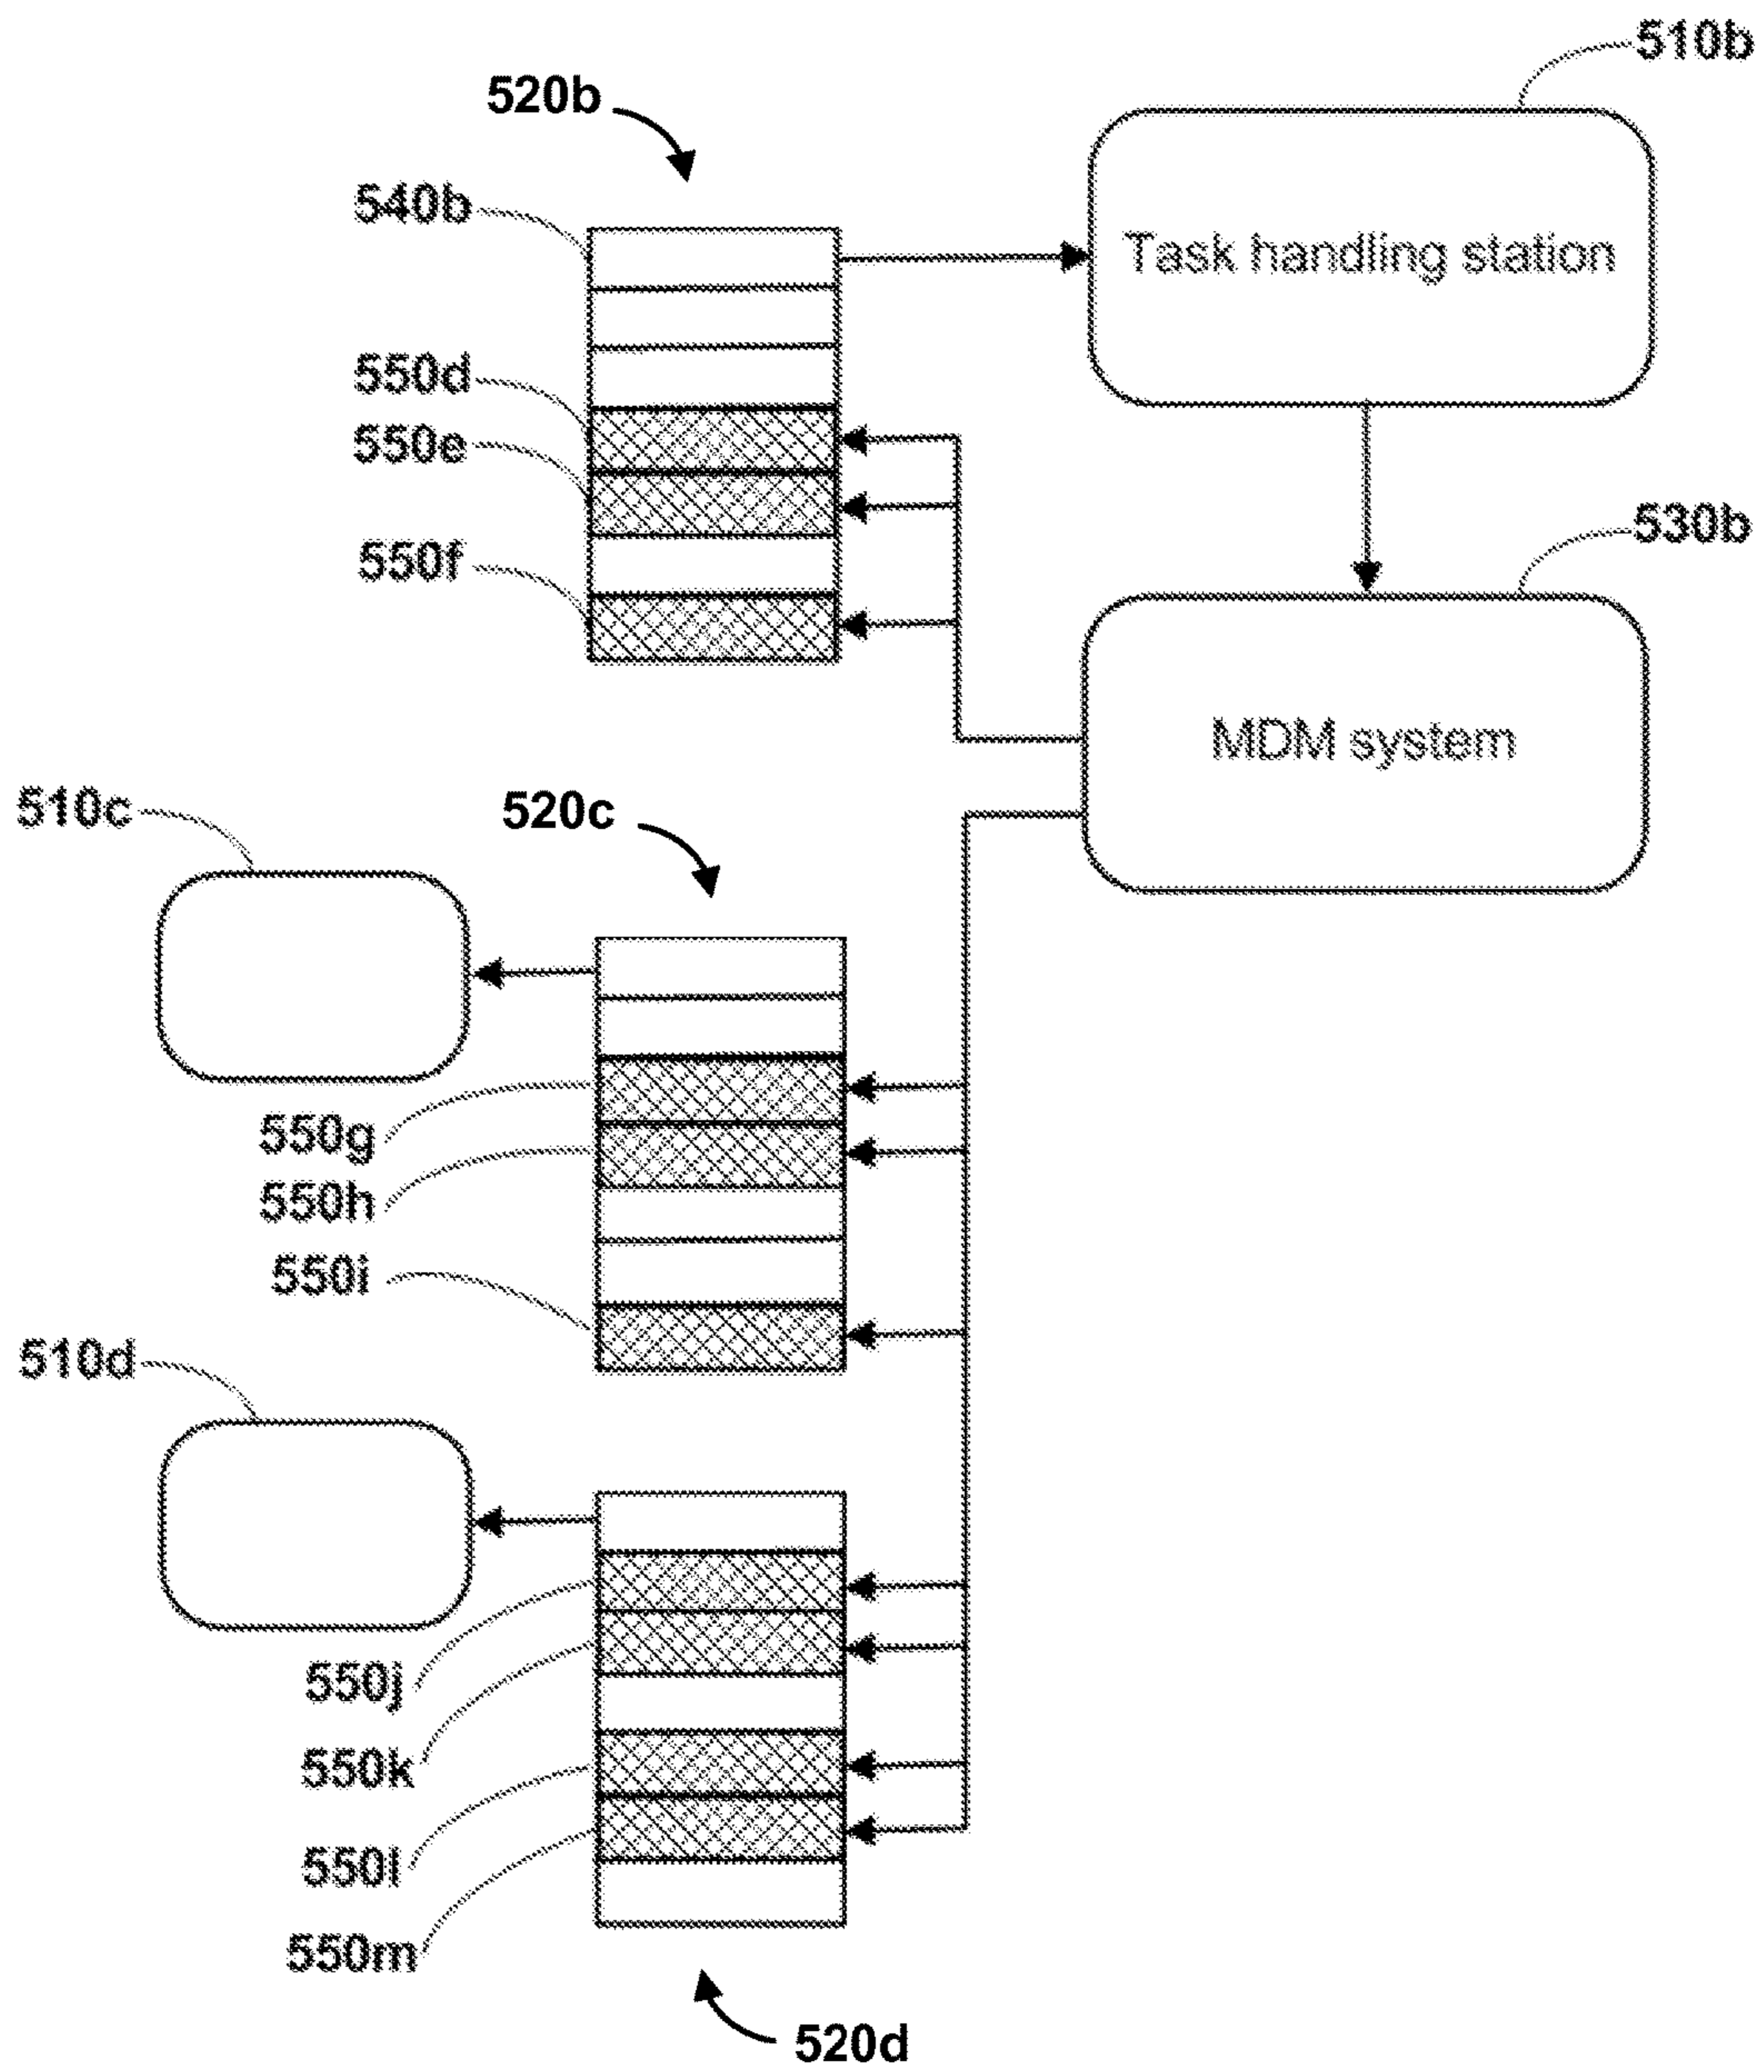 510b
520b
540b
Task handling station
550d
550e
530b
550f
MDM system
510c
520c
550g
550h
550i
510d
550j
550k
550l
550m
520d